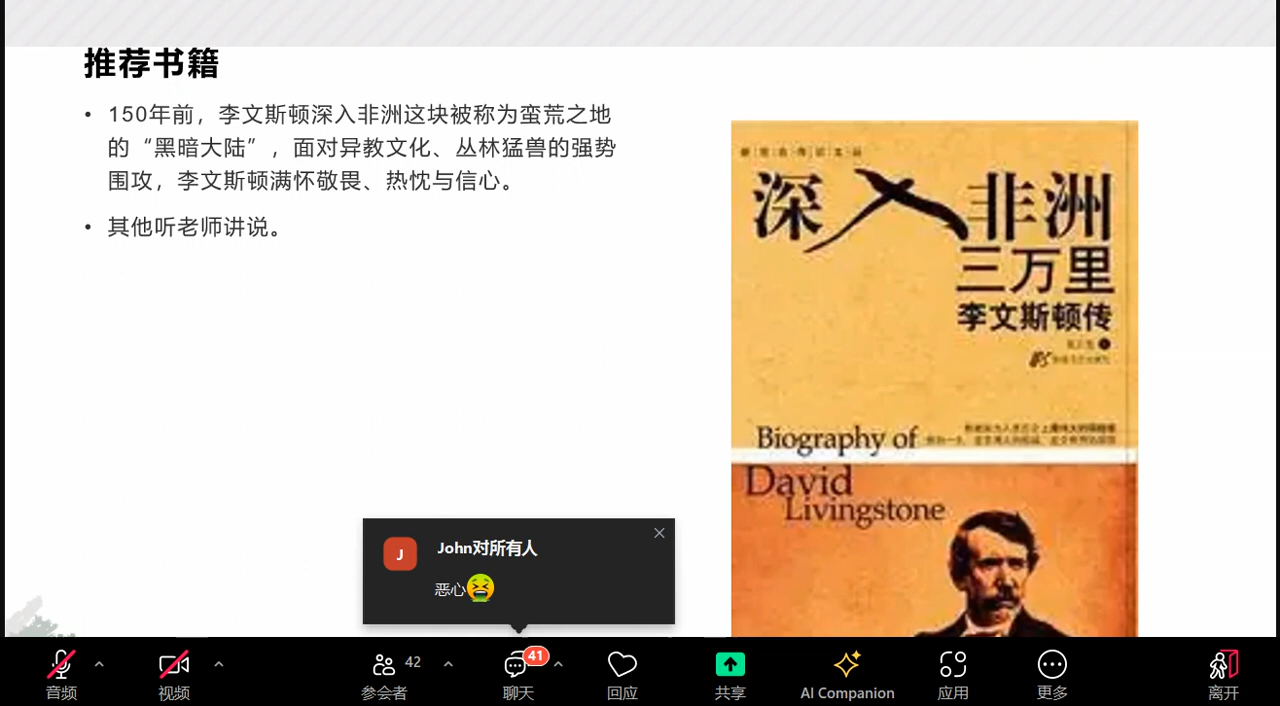 推荐书籍
• 150年前，李文斯顿深入非洲这块被称为蛮荒之地
的“黑暗大陆”，面对异教文化、丛林猛兽的强势
围攻，李文斯顿满怀敬畏、热忱与信心。
• 其他听老师讲说。
深入非洲
三万里
李文斯顿传
Biography of
David
Livingstone
J
John对所有人
恶心🤮
音频
视频
42
参会者
41
聊天
回应
共享
AI Companion
应用
更多
离开